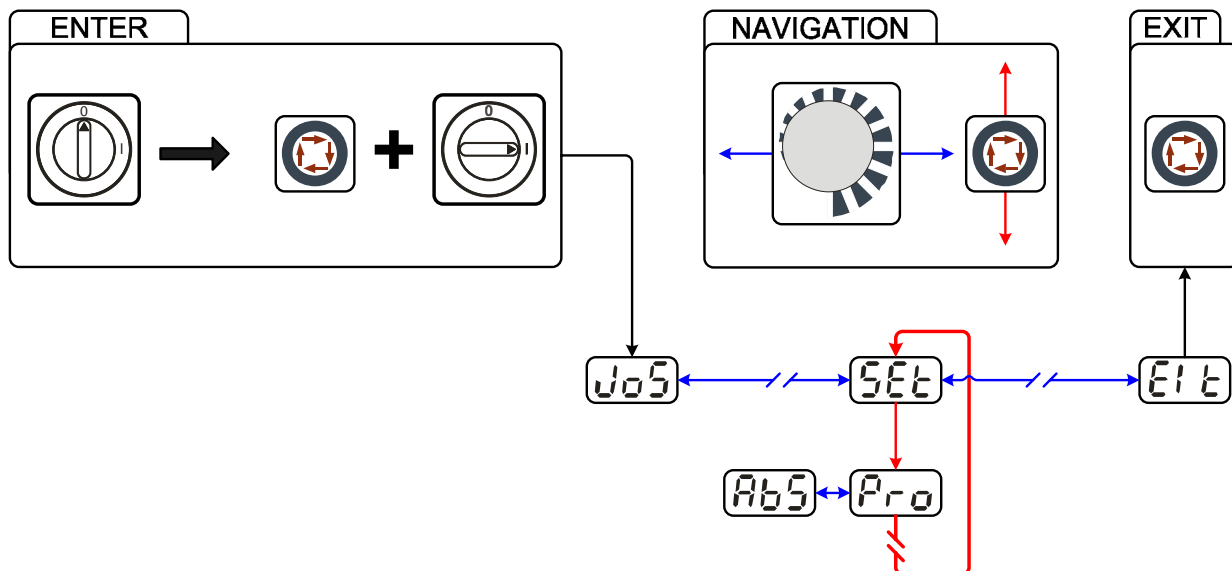 ENTER
NAVIGATION
EXIT
0
I
0
I
JoS
SEt
EIt
AbS
Pro